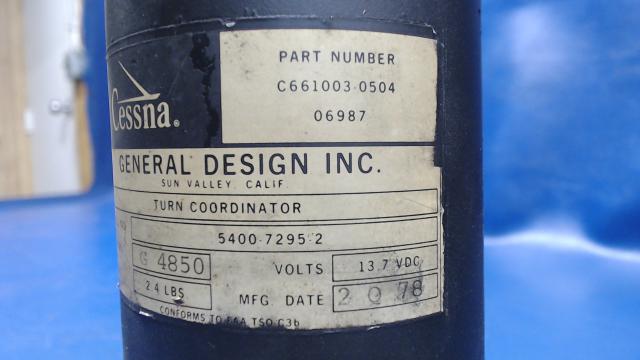 PART NUMBER
C661003-0504
06987
Cessna®
GENERAL DESIGN INC.
SUN VALLEY, CALIF.
TURN COORDINATOR
5400-7295-2
G 4850
VOLTS 13.7 VDC
2.4 LBS
MFG DATE 2 Q 78
CONFORMS TO FAA TSO C3b